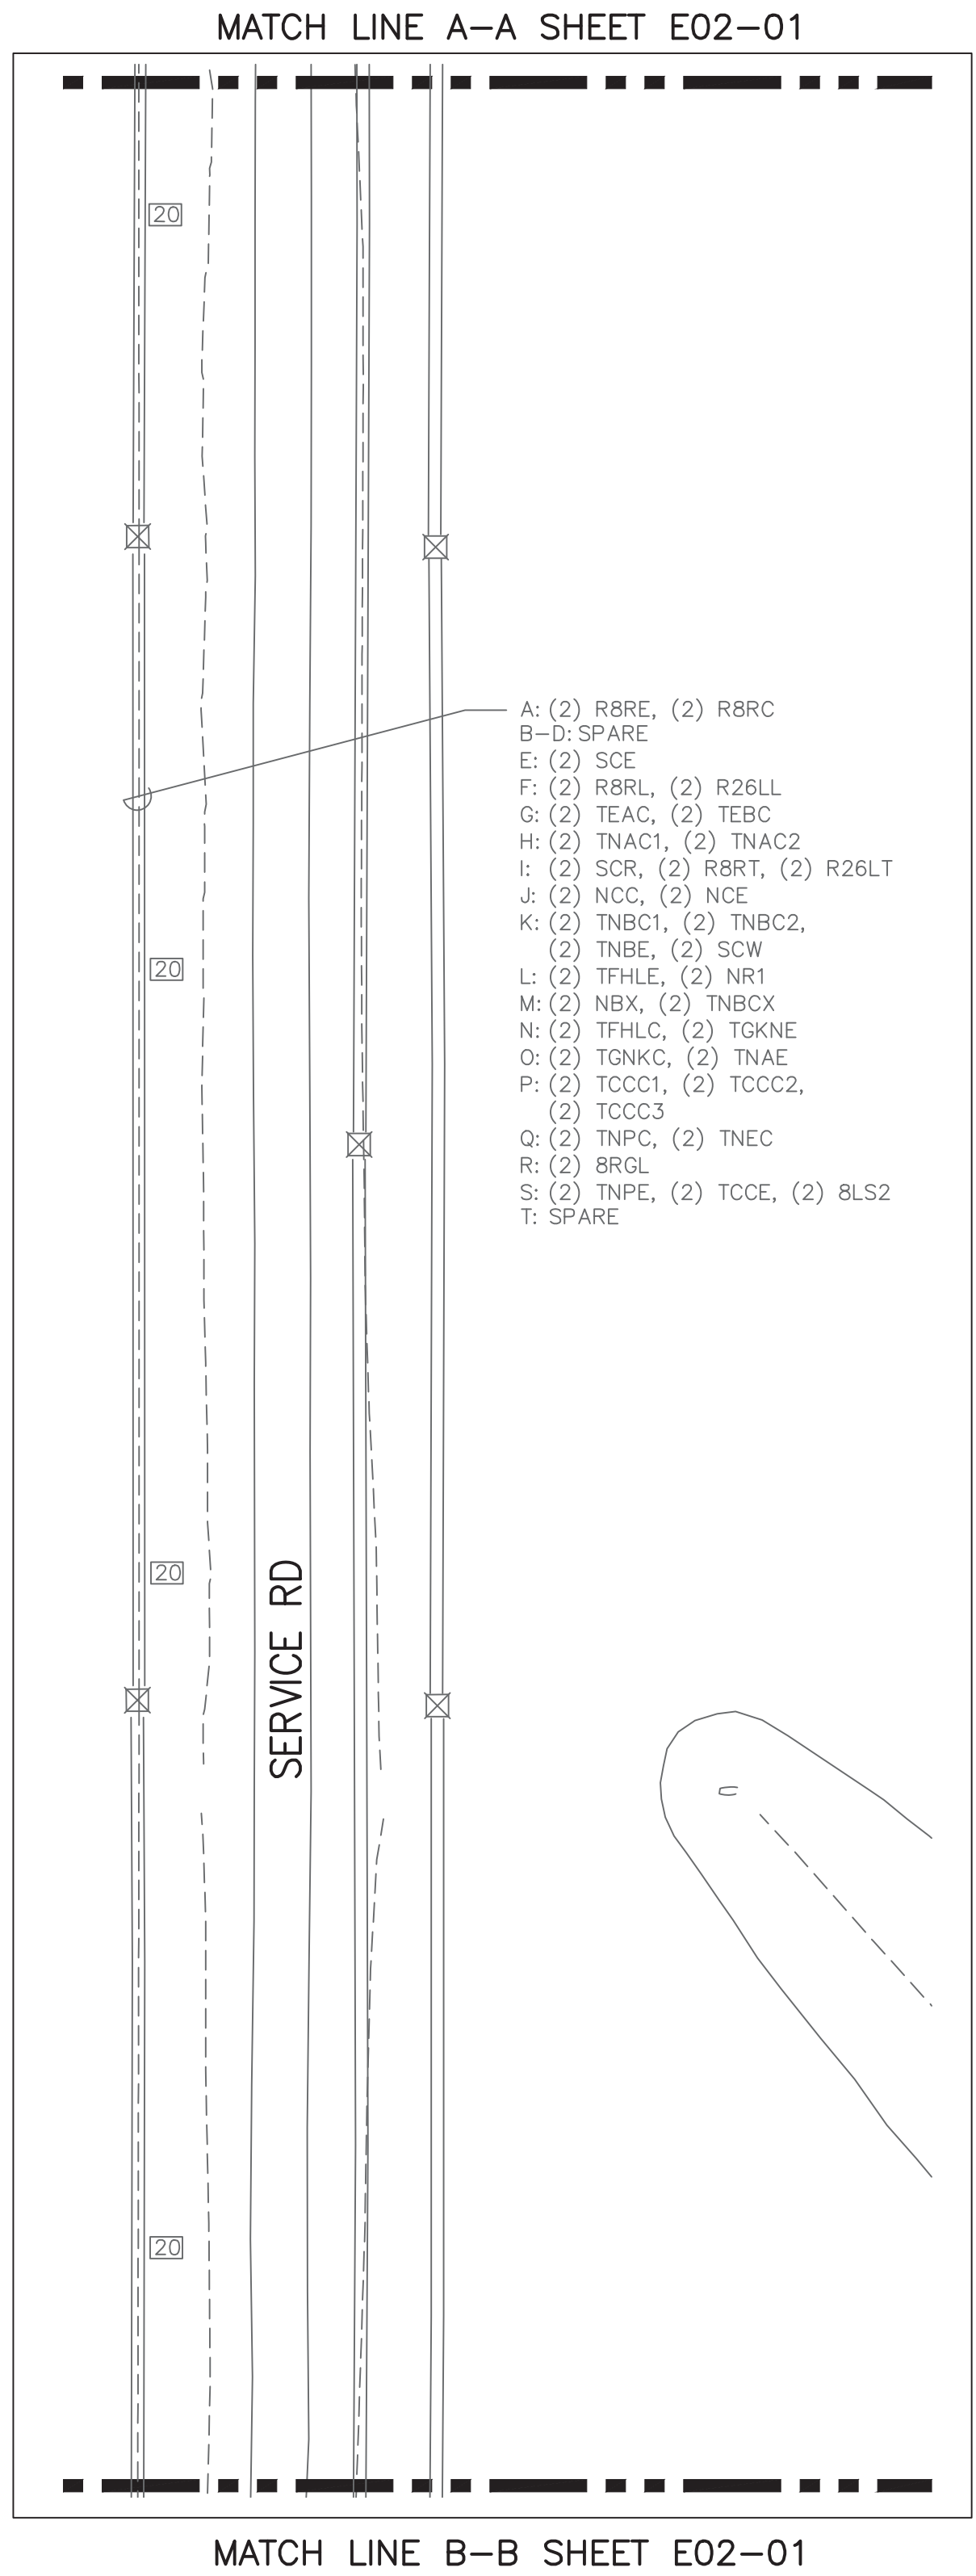 MATCH LINE A-A SHEET E02-01
20
A: (2) R8RE, (2) R8RC
B-D: SPARE
E: (2) SCE
F: (2) R8RL, (2) R26LL
G: (2) TEAC, (2) TEBC
H: (2) TNAC1, (2) TNAC2
I: (2) SCR, (2) R8RT, (2) R26LT
J: (2) NCC, (2) NCE
K: (2) TNBC1, (2) TNBC2,
(2) TNBE, (2) SCW
20
L: (2) TFHLE, (2) NR1
M: (2) NBX, (2) TNBCX
N: (2) TFHLC, (2) TGKNE
O: (2) TGNKC, (2) TNAE
P: (2) TCCC1, (2) TCCC2,
(2) TCCC3
Q: (2) TNPC, (2) TNEC
R: (2) 8RGL
S: (2) TNPE, (2) TCCE, (2) 8LS2
T: SPARE
20
SERVICE RD
20
MATCH LINE B-B SHEET E02-01